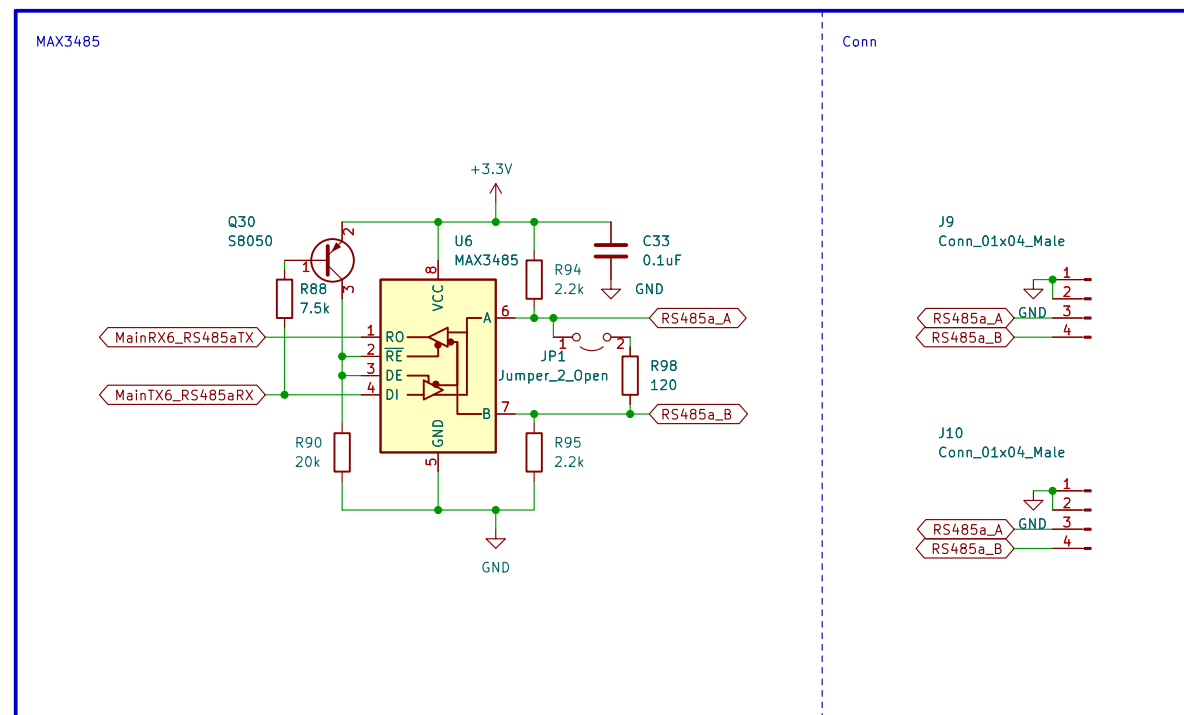 MAX3485
Conn
+3.3V
Q30
S8050
2
1
3
R88
7.5k
U6
MAX3485
8
VCC
R94
2.2k
C33
0.1uF
GND
MainRX6_RS485aTX
MainTX6_RS485aRX
1
2
3
4
RO
RE
DE
DI
A
B
GND
5
6
7
RS485a_A
1
2
JP1
Jumper_2_Open
R98
120
RS485a_B
R90
20k
R95
2.2k
GND
J9
Conn_01x04_Male
1
2
GND
3
4
RS485a_A
RS485a_B
J10
Conn_01x04_Male
1
2
GND
3
4
RS485a_A
RS485a_B